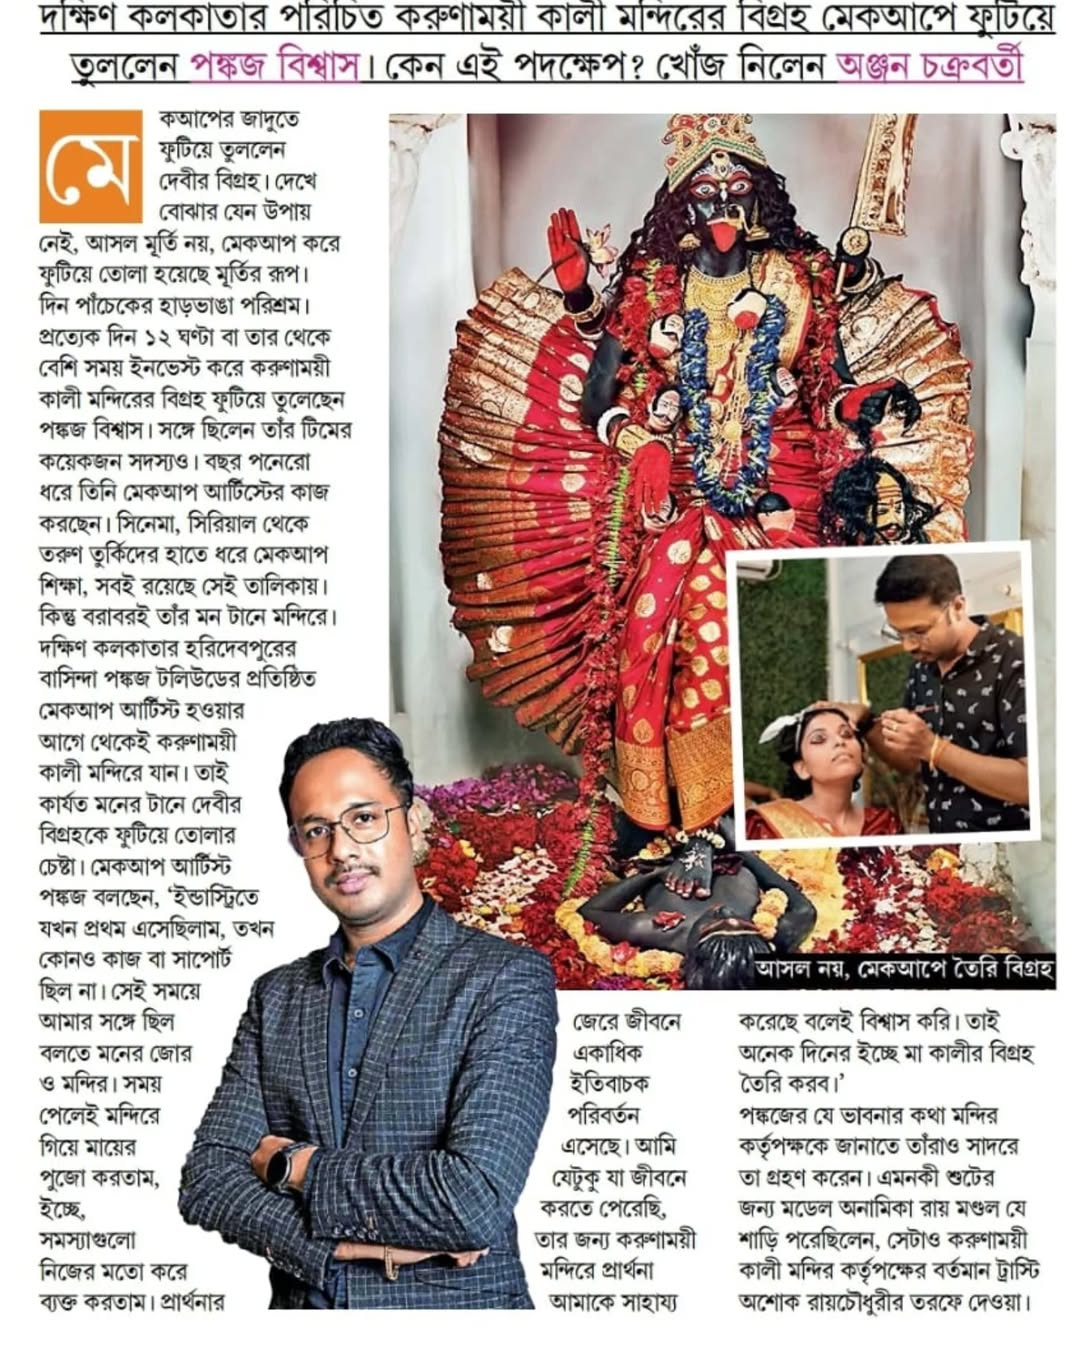 দক্ষিণ কলকাতার পরিচিত করুণাময়ী কালী মন্দিরের বিগ্রহ মেকআপে ফুটিয়ে
তুললেন পঙ্কজ বিশ্বাস। কেন এই পদক্ষেপ? খোঁজ নিলেন অঞ্জন চক্রবর্তী
মেকআপের জাদুতে
ফুটিয়ে তুললেন
দেবীর বিগ্রহ। দেখে
বোঝার যেন উপায়
নেই, আসল মূর্তি নয়, মেকআপ করে
ফুটিয়ে তোলা হয়েছে মূর্তির রূপ।
দিন পাঁচেকের হাড়ভাঙা পরিশ্রম।
প্রত্যেক দিন ১২ ঘণ্টা বা তার থেকে
বেশি সময় ইনভেস্ট করে করুণাময়ী
কালী মন্দিরের বিগ্রহ ফুটিয়ে তুলেছেন
পঙ্কজ বিশ্বাস। সঙ্গে ছিলেন তাঁর টিমের
কয়েকজন সদস্যও। বছর পনেরো
ধরে তিনি মেকআপ আর্টিস্টের কাজ
করছেন। সিনেমা, সিরিয়াল থেকে
তরুণ তুর্কিদের হাতে ধরে মেকআপ
শিক্ষা, সবই রয়েছে সেই তালিকায়।
কিন্তু বরাবরই তাঁর মন টানে মন্দিরে।
দক্ষিণ কলকাতার হরিদেবপুরের
বাসিন্দা পঙ্কজ টলিউডের প্রতিষ্ঠিত
মেকআপ আর্টিস্ট হওয়ার
আগে থেকেই করুণাময়ী
কালী মন্দিরে যান। তাই
কার্যত মনের টানে দেবীর
বিগ্রহকে ফুটিয়ে তোলার
চেষ্টা। মেকআপ আর্টিস্ট
পঙ্কজ বলছেন, ‘ইন্ডাস্ট্রিতে
যখন প্রথম এসেছিলাম, তখন
কোনও কাজ বা সাপোর্ট
ছিল না। সেই সময়ে
আমার সঙ্গে ছিল
বলতে মনের জোর
ও মন্দির। সময়
পেলেই মন্দিরে
গিয়ে মায়ের
পুজো করতাম,
ইচ্ছে,
সমস্যাগুলো
নিজের মতো করে
ব্যক্ত করতাম। প্রার্থনার
আসল নয়, মেকআপে তৈরি বিগ্রহ
জেরে জীবনে
একাধিক
ইতিবাচক
পরিবর্তন
এসেছে। আমি
যেটুকু যা জীবনে
করতে পেরেছি,
তার জন্য করুণাময়ী
মন্দিরে প্রার্থনা
আমাকে সাহায্য
করেছে বলেই বিশ্বাস করি। তাই
অনেক দিনের ইচ্ছে মা কালীর বিগ্রহ
তৈরি করব।’
পঙ্কজের যে ভাবনার কথা মন্দির
কর্তৃপক্ষকে জানাতে তাঁরাও সাদরে
তা গ্রহণ করেন। এমনকী শুটের
জন্য মডেল অনামিকা রায় মণ্ডল যে
শাড়ি পরেছিলেন, সেটাও করুণাময়ী
কালী মন্দির কর্তৃপক্ষের বর্তমান ট্রাস্টি
অশোক রায়চৌধুরীর তরফে দেওয়া।